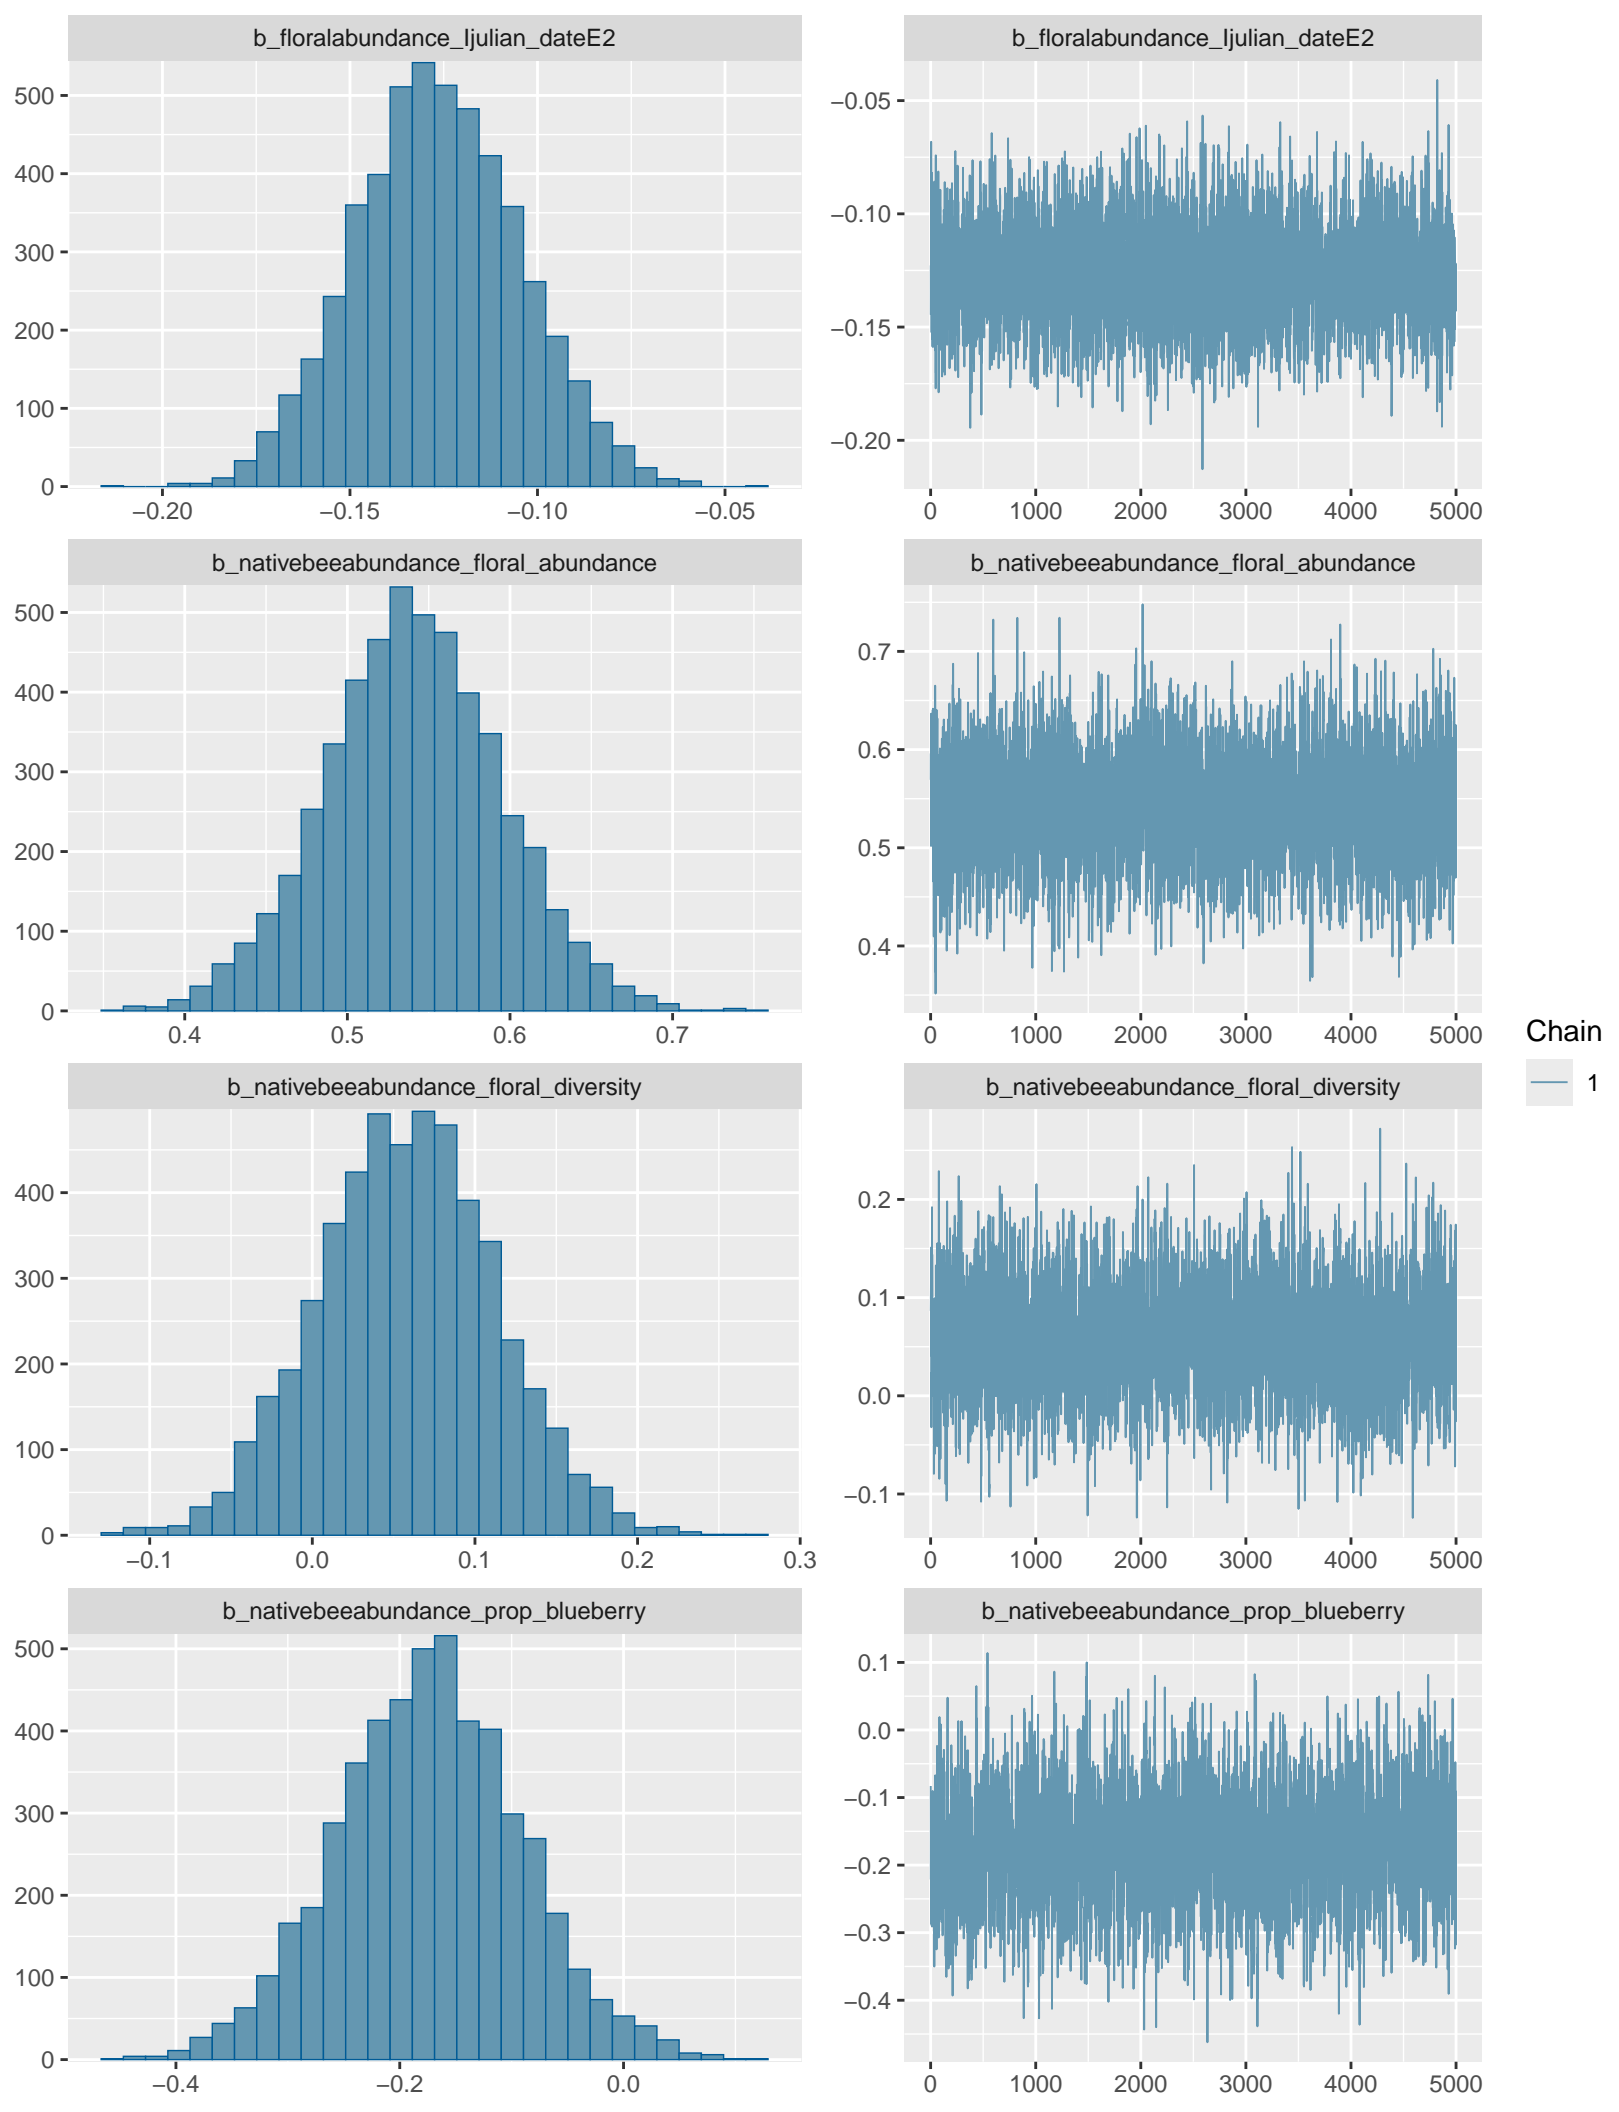 b_floralabundance_Ijulian_dateE2
b_floralabundance_Ijulian_dateE2
500
400
300
200
100
0
−0.20 −0.15 −0.10 −0.05
−0.05
−0.10
−0.15
−0.20
0 1000 2000 3000 4000 5000
b_nativebeeabundance_floral_abundance
b_nativebeeabundance_floral_abundance
500
400
300
200
100
0
0.4 0.5 0.6 0.7
0.7
0.6
0.5
0.4
0 1000 2000 3000 4000 5000
b_nativebeeabundance_floral_diversity
b_nativebeeabundance_floral_diversity
400
300
200
100
0
−0.1 0.0 0.1 0.2 0.3
0.2
0.1
0.0
−0.1
0 1000 2000 3000 4000 5000
b_nativebeeabundance_prop_blueberry
b_nativebeeabundance_prop_blueberry
500
400
300
200
100
0
−0.4 −0.2 0.0
0.1
0.0
−0.1
−0.2
−0.3
−0.4
0 1000 2000 3000 4000 5000
Chain
1